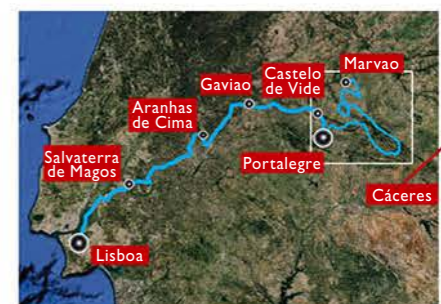 Marvao
Castelo
de Vide
Gaviao
Aranhas
de Cima
Portalegre
Salvaterra
de Magos
Cáceres
Lisboa